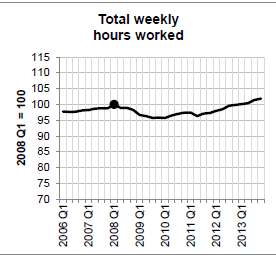 Total weekly
hours worked
2008 Q1 = 100
115
110
105
100
95
90
85
80
75
70
2006 Q1
2007 Q1
2008 Q1
2009 Q1
2010 Q1
2011 Q1
2012 Q1
2013 Q1